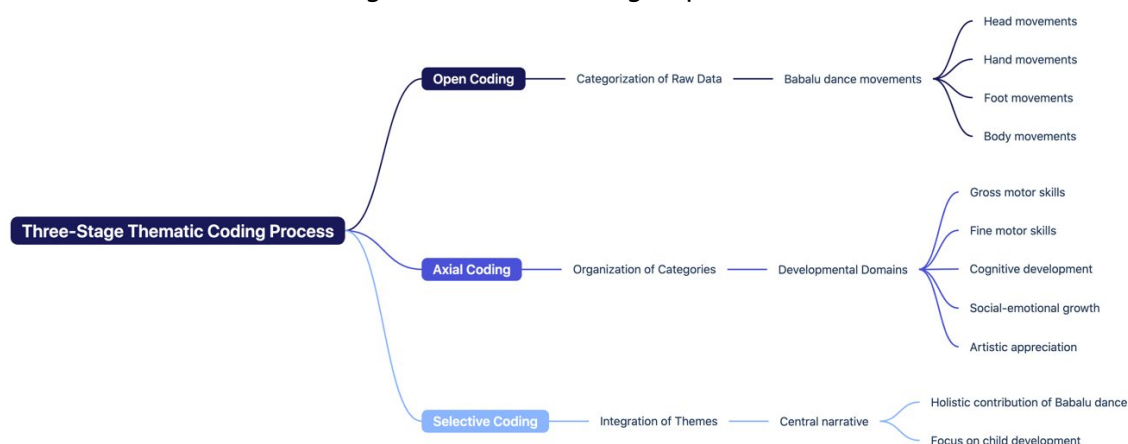 Three-Stage Thematic Coding Process
Open Coding
Categorization of Raw Data
Babalu dance movements
Head movements
Hand movements
Foot movements
Body movements
Axial Coding
Organization of Categories
Developmental Domains
Gross motor skills
Fine motor skills
Cognitive development
Social-emotional growth
Artistic appreciation
Selective Coding
Integration of Themes
Central narrative
Holistic contribution of Babalu dance
Focus on child development